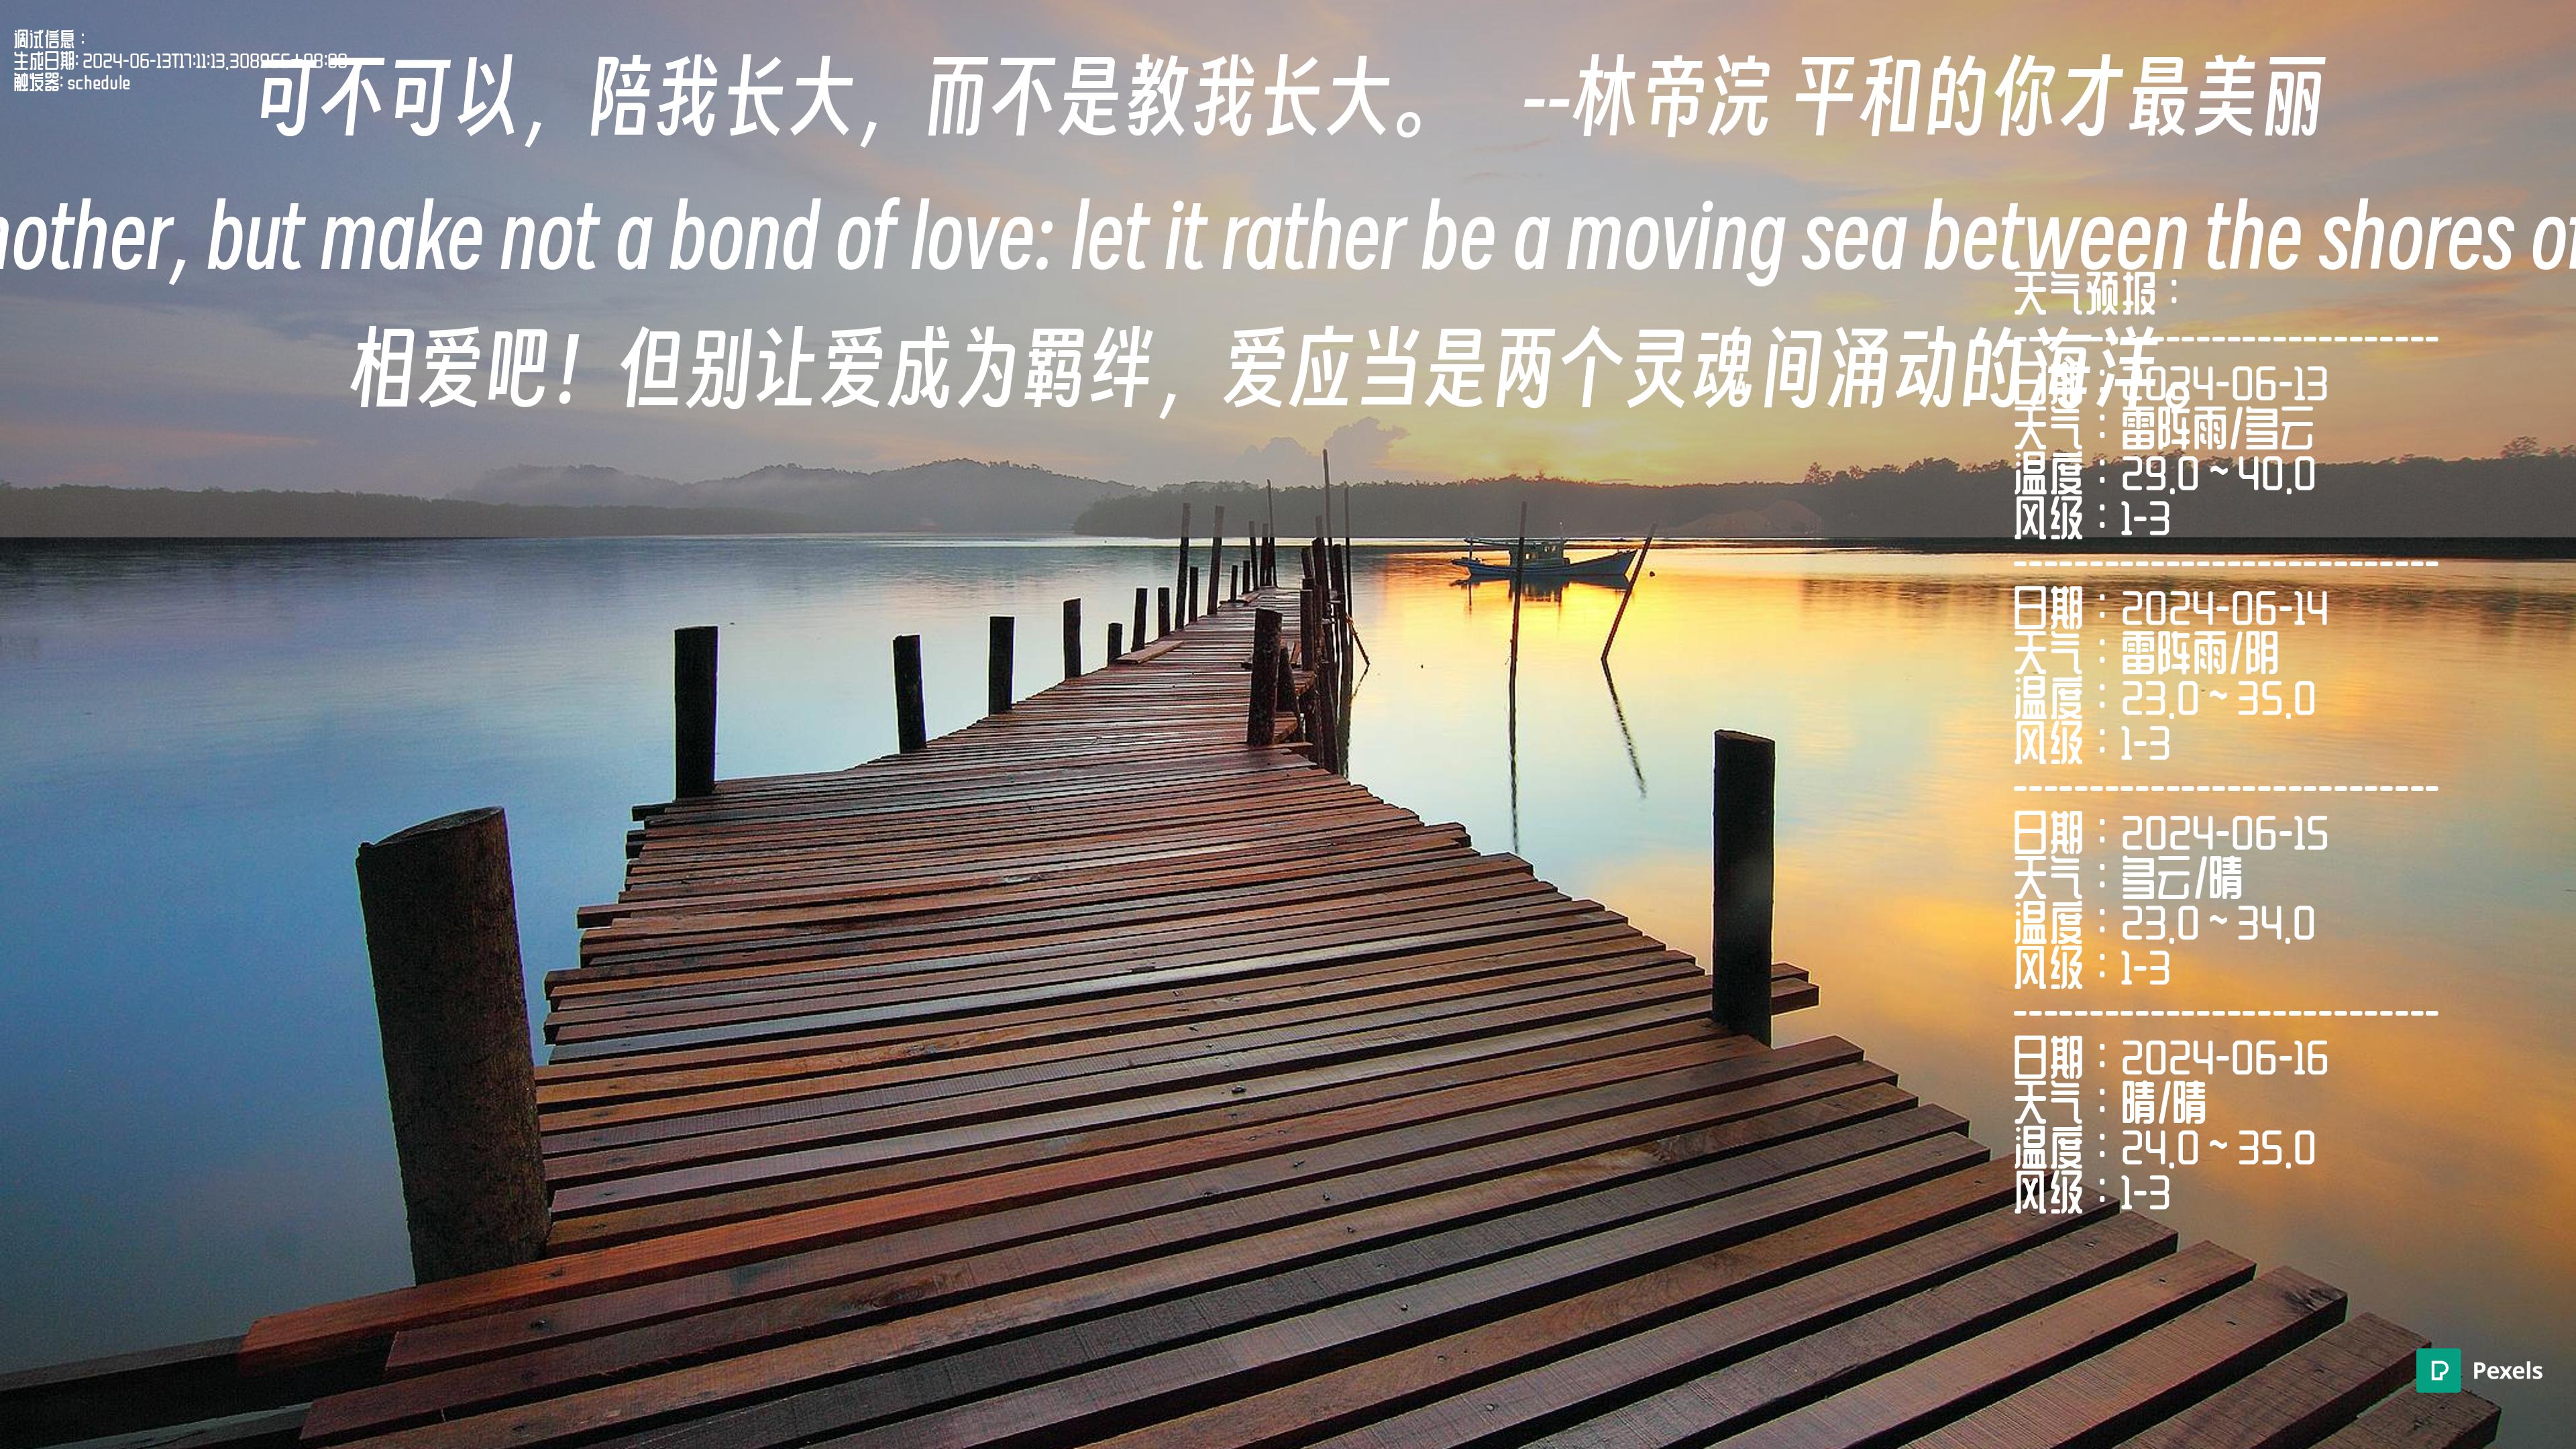 调试信息：
生成日期: 2024-06-13T17:11:13.308
触发器: schedule
可不可以，陪我长大，而不是教我长大。 --林帝浣 平和的你才最美丽
other, but make not a bond of love: let it rather be a moving sea between the shores of
相爱吧！但别让爱成为羁绊，爱应当是两个灵魂间涌动的海洋。
天气预报：
----------------------------
日期：2024-06-13
天气：雷阵雨/多云
温度：29.0 ~ 40.0
风级：1-3
----------------------------
日期：2024-06-14
天气：雷阵雨/阴
温度：23.0 ~ 35.0
风级：1-3
----------------------------
日期：2024-06-15
天气：多云/晴
温度：23.0 ~ 34.0
风级：1-3
----------------------------
日期：2024-06-16
天气：晴/晴
温度：24.0 ~ 35.0
风级：1-3
Pexels